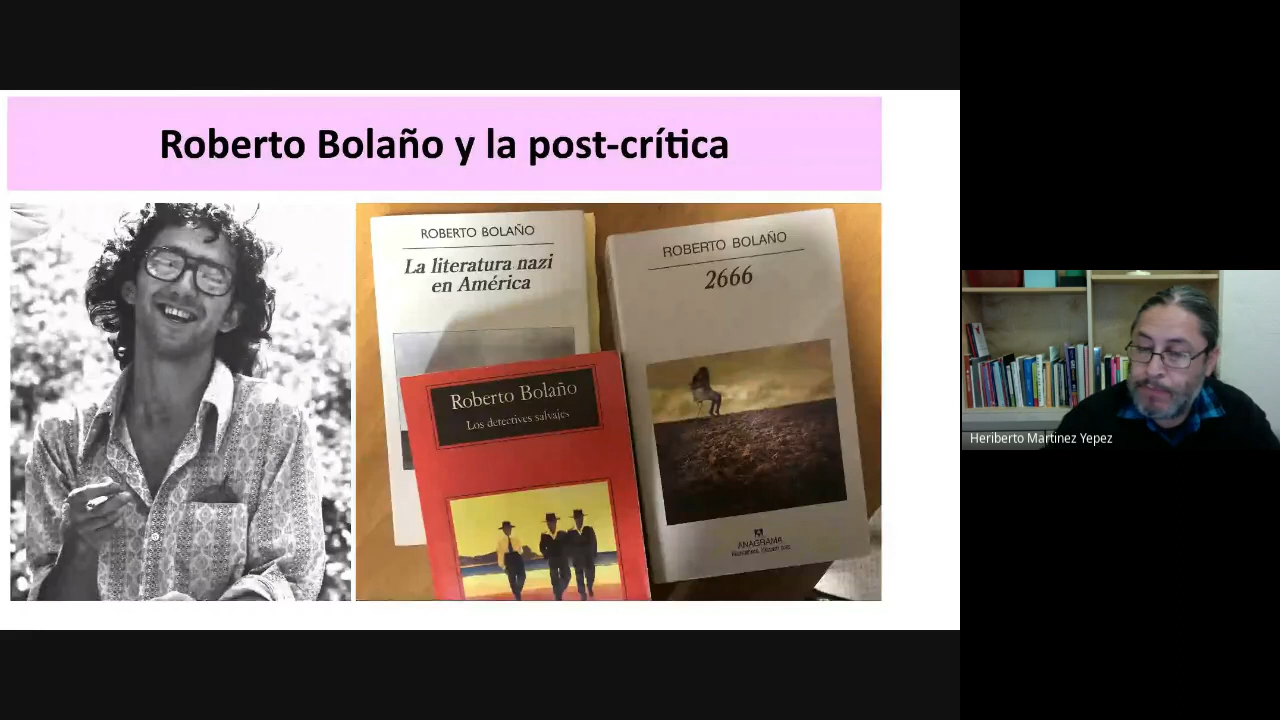 Roberto Bolaño y la post-crítica
ROBERTO BOLAÑO
La literatura nazi
en América
ROBERTO BOLAÑO
2666
Roberto Bolaño
Los detectives salvajes
ANAGRAMA
Heriberto Martinez Yepez